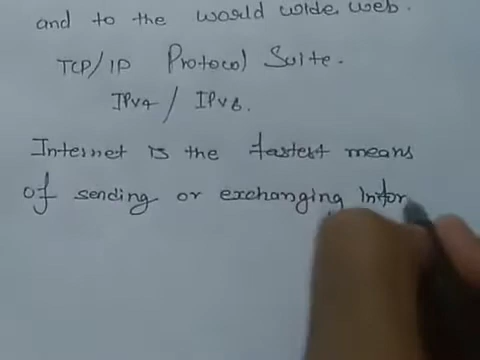 and to the world wide web.
TCP/IP Protocol Suite.
IPv4 / IPv6.
Internet is the fastest means
of sending or exchanging Infor